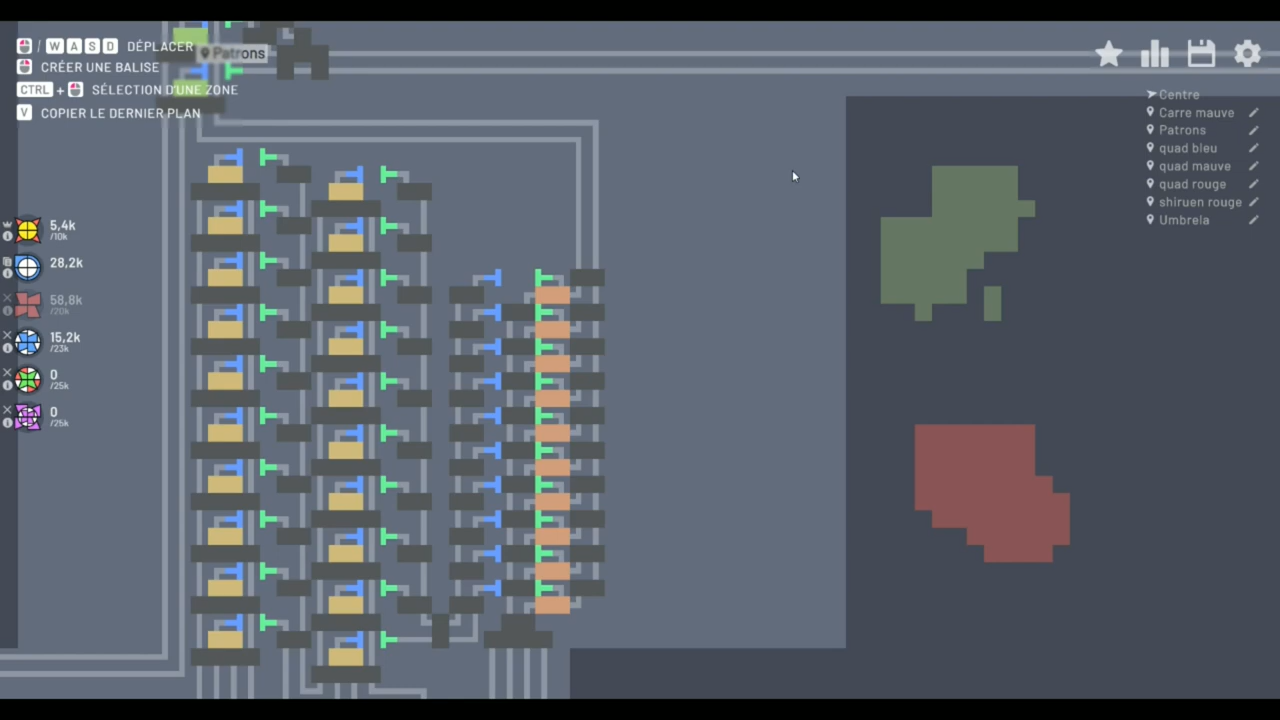 / W A S D DÉPLACER
CRÉER UNE BALISE
CTRL + SÉLECTION D'UNE ZONE
V COPIER LE DERNIER PLAN
Patrons
5,4k
/10k
28,2k
58,8k
/20k
15,2k
/23k
0
/25k
0
/25k
Centre
Carre mauve
Patrons
quad bleu
quad mauve
quad rouge
shiruen rouge
Umbrela